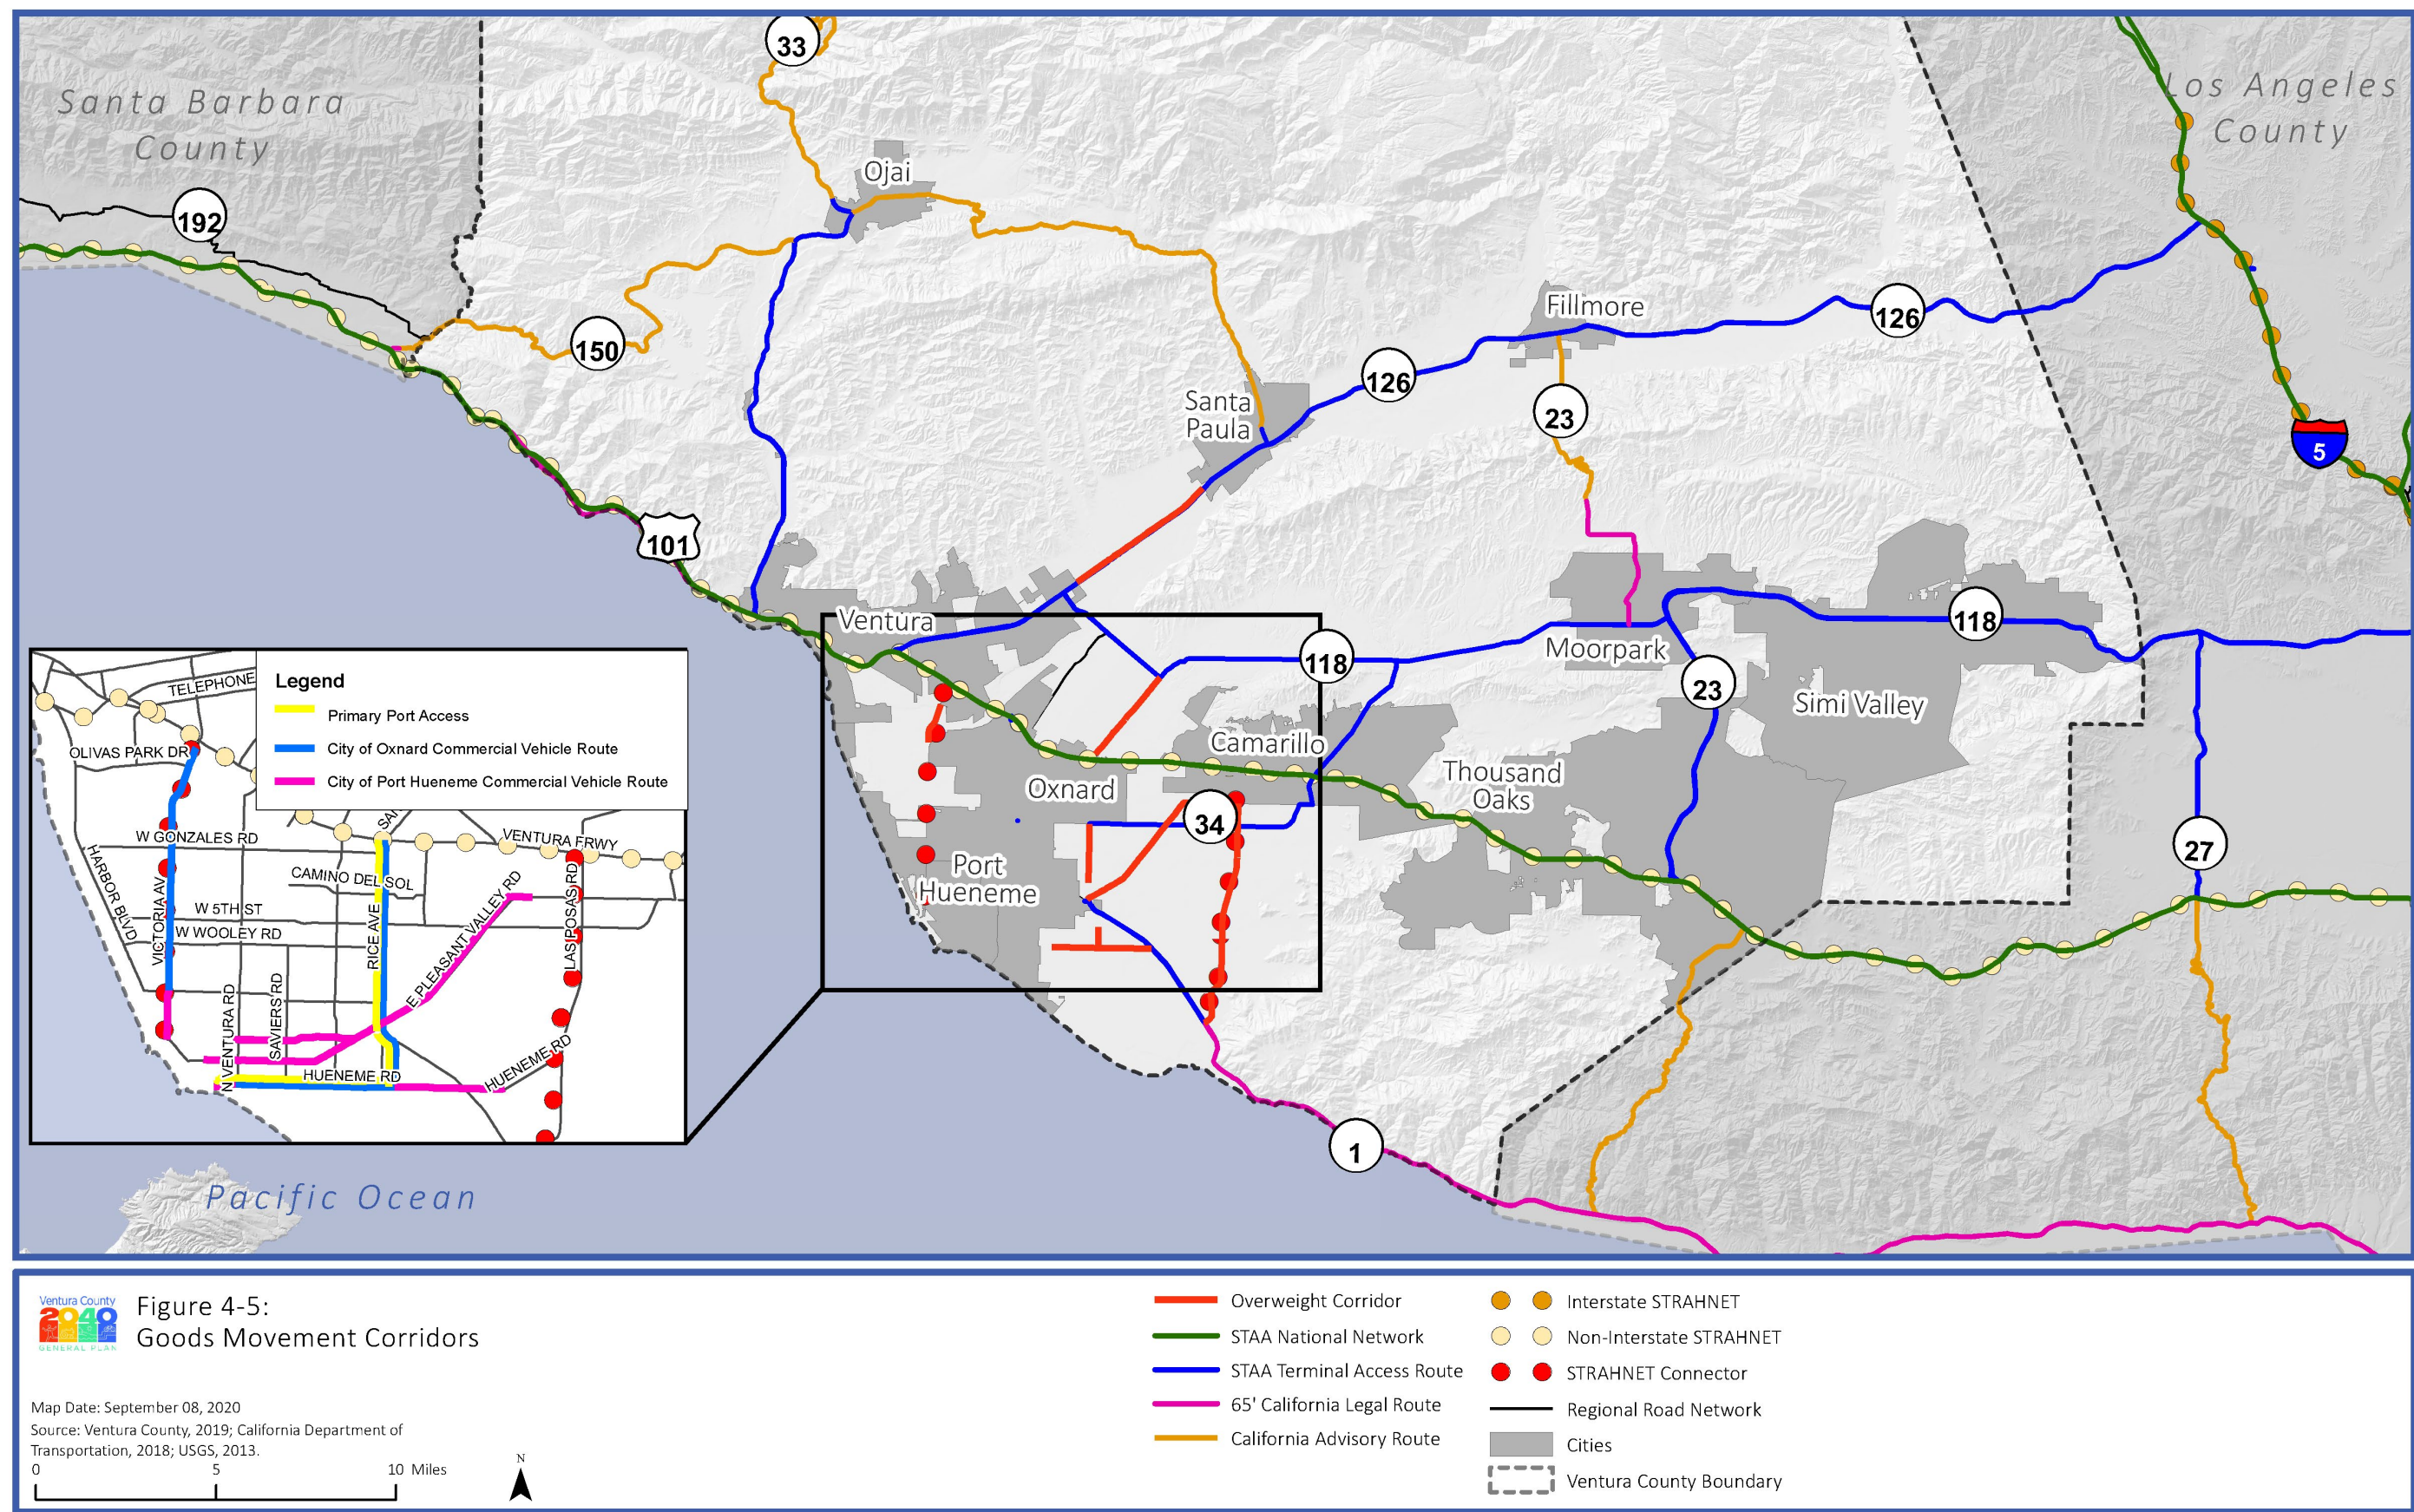 33
Santa Barbara
County
Los Angeles
County
Ojai
192
150
Fillmore
126
126
23
Santa
Paula
5
101
Ventura
118
Moorpark
118
23
Simi Valley
Camarillo
Oxnard
Thousand
Oaks
34
Port
Hueneme
27
1
Pacific Ocean
Legend
Primary Port Access
City of Oxnard Commercial Vehicle Route
City of Port Hueneme Commercial Vehicle Route
TELEPHONE
OLIVAS PARK DR
W GONZALES RD
VENTURA FRWY
HARBOR BLVD
CAMINO DEL SOL
VICTORIA AV
W 5TH ST
W WOOLEY RD
RICE AVE
E PLEASANT VALLEY RD
LAS POSAS RD
N VENTURA RD
SAVIERS RD
HUENEME RD
HUENEME RD
Ventura County
2040
GENERAL PLAN
Figure 4-5:
Goods Movement Corridors
Map Date: September 08, 2020
Source: Ventura County, 2019; California Department of
Transportation, 2018; USGS, 2013.
0 5 10 Miles
N
Overweight Corridor
STAA National Network
STAA Terminal Access Route
65' California Legal Route
California Advisory Route
Interstate STRAHNET
Non-Interstate STRAHNET
STRAHNET Connector
Regional Road Network
Cities
Ventura County Boundary